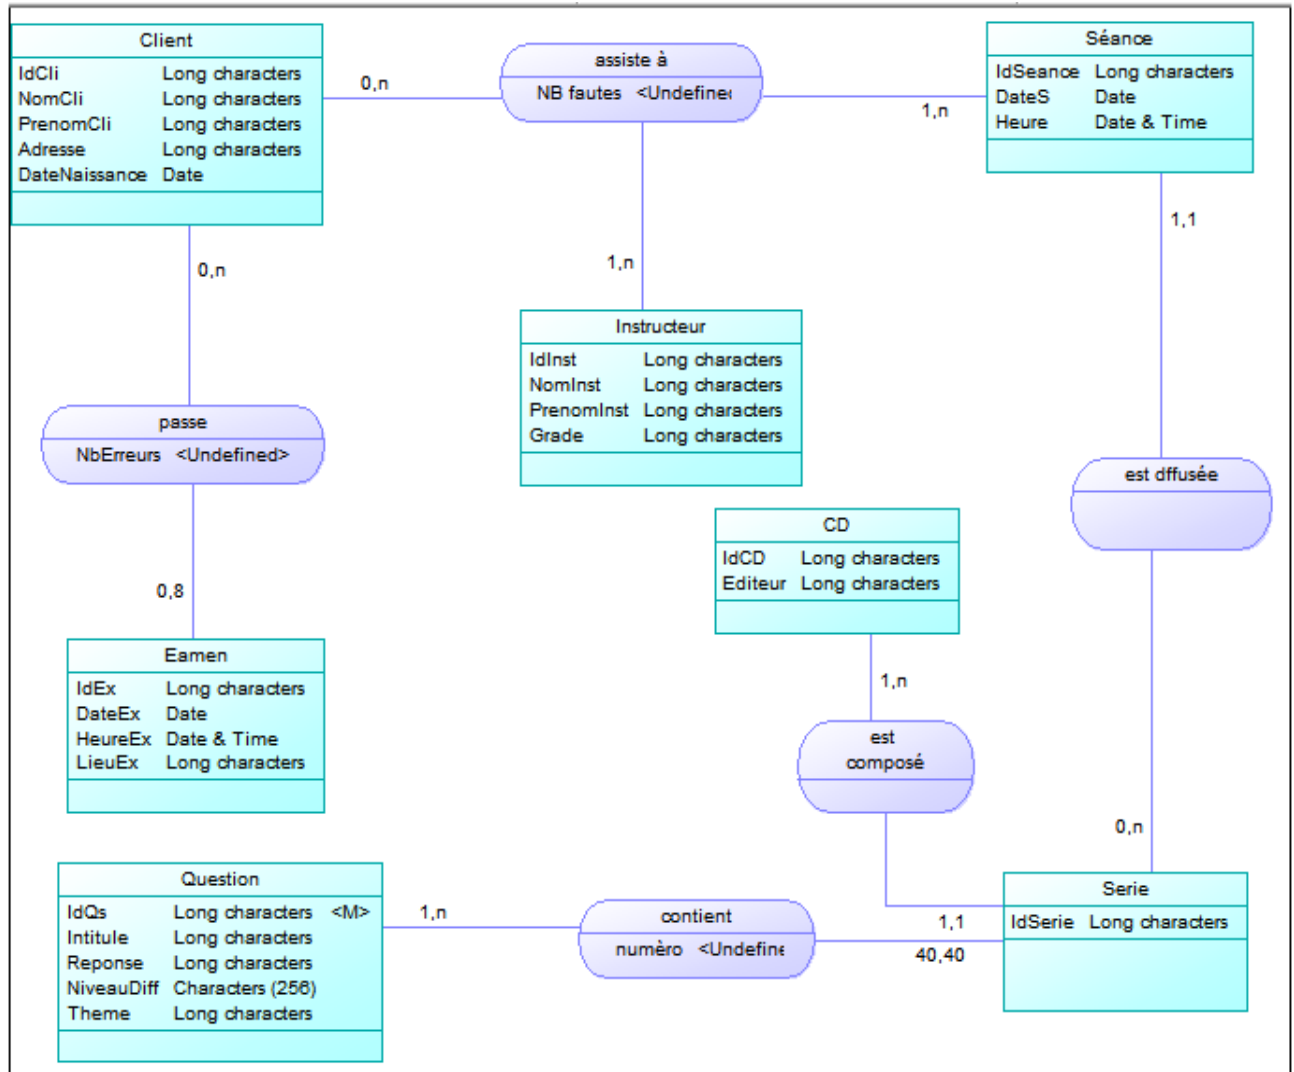 Client
IdCli Long characters
NomCli Long characters
PrenomCli Long characters
Adresse Long characters
DateNaissance Date
0,n
assiste à
NB fautes <Undefined
1,n
Séance
IdSeance Long characters
DateS Date
Heure Date & Time
1,1
0,n
1,n
Instructeur
IdInst Long characters
NomInst Long characters
PrenomInst Long characters
Grade Long characters
passe
NbErreurs <Undefined>
est dffusée
CD
IdCD Long characters
Editeur Long characters
0,8
Eamen
IdEx Long characters
DateEx Date
HeureEx Date & Time
LieuEx Long characters
1,n
est
composé
0,n
Question
IdQs Long characters <M>
Intitule Long characters
Reponse Long characters
NiveauDiff Characters (256)
Theme Long characters
1,n
contient
numèro <Undefine
1,1
40,40
Serie
IdSerie Long characters